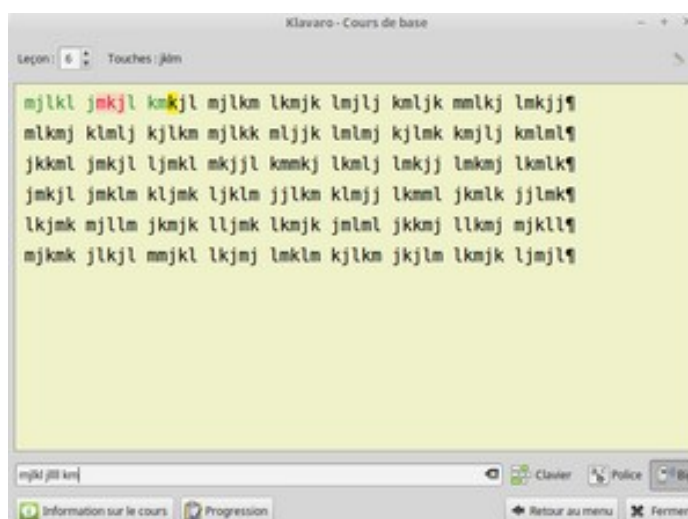 Klavaro - Cours de base
Leçon : 6 Touches : jklm
mjlkl jmkjl kmkjl mjlkm lkmjk lmjlj kmljk mmlkj lmkjj¶
mlkmj klmlj kjlkm mjlkk mljjk lmlmj kjlmk kmjlj kmlml¶
jkkml jmkjl ljmkl mkjjl kmmkj lkmlj lmkjj lmkmj lkmlk¶
jmkjl jmklm kljmk ljklm jjlkm klmjj lkmml jkmlk jjlmk¶
lkjmk mjllm jkmjk lljmk lkmjk jmlml jkkmj llkmj mjkll¶
mjkmk jlkjl mmjkl lkjmj lmklm kjlkm jkjlm lkmjk ljmjl¶
mjlkl jllll km Clavier Police
Information sur le cours Progression Retour au menu Fermer